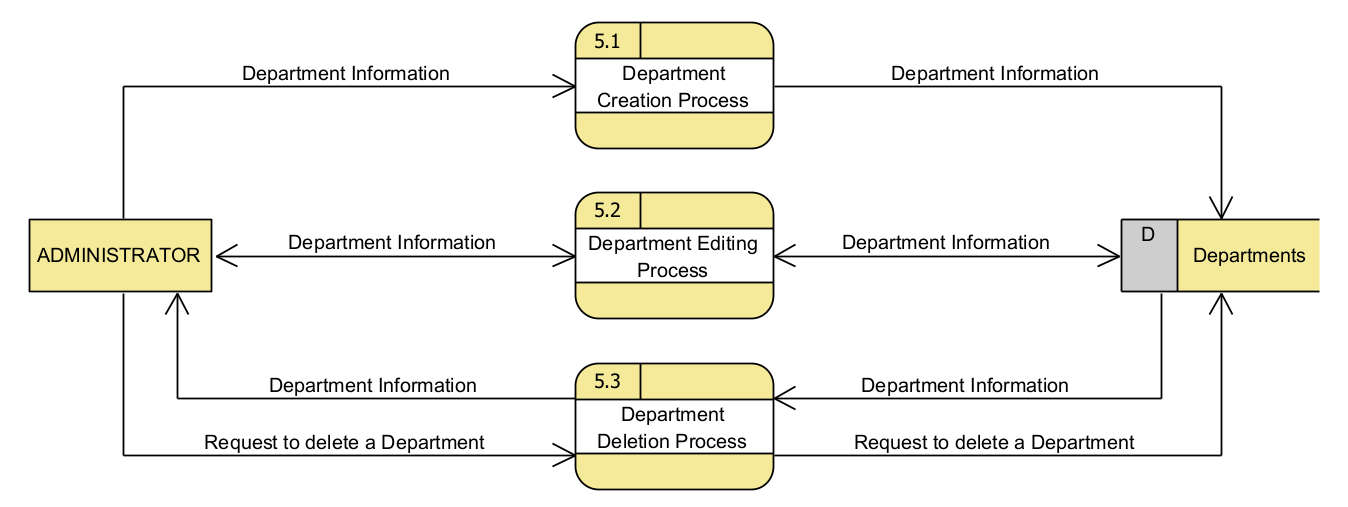 5.1
Department Information
Department
Creation Process
Department Information
5.2
ADMINISTRATOR
Department Information
Department Editing
Process
Department Information
D
Departments
5.3
Department Information
Department
Deletion Process
Department Information
Request to delete a Department
Request to delete a Department